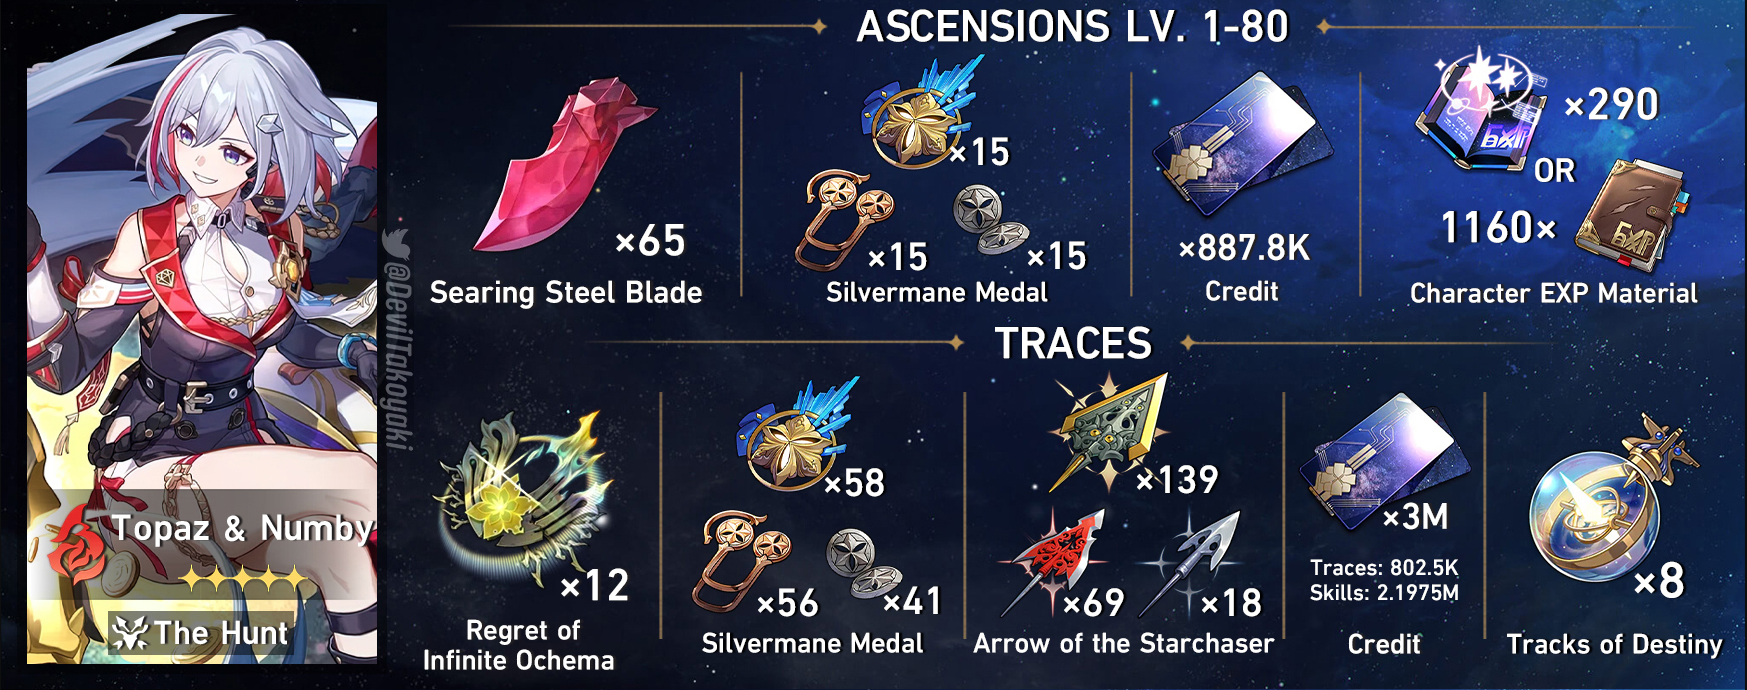 ASCENSIONS LV. 1-80
×65
Searing Steel Blade
×15
×15
×15
Silvermane Medal
×887.8K
Credit
EXP
×290
OR
1160×
EXP
Character EXP Material
@DevilTakoyaki
TRACES
×12
Regret of
Infinite Ochema
×58
×56
×41
Silvermane Medal
×139
×69
×18
Arrow of the Starchaser
×3M
Traces: 802.5K
Skills: 2.1975M
Credit
×8
Tracks of Destiny
Topaz & Numby
The Hunt